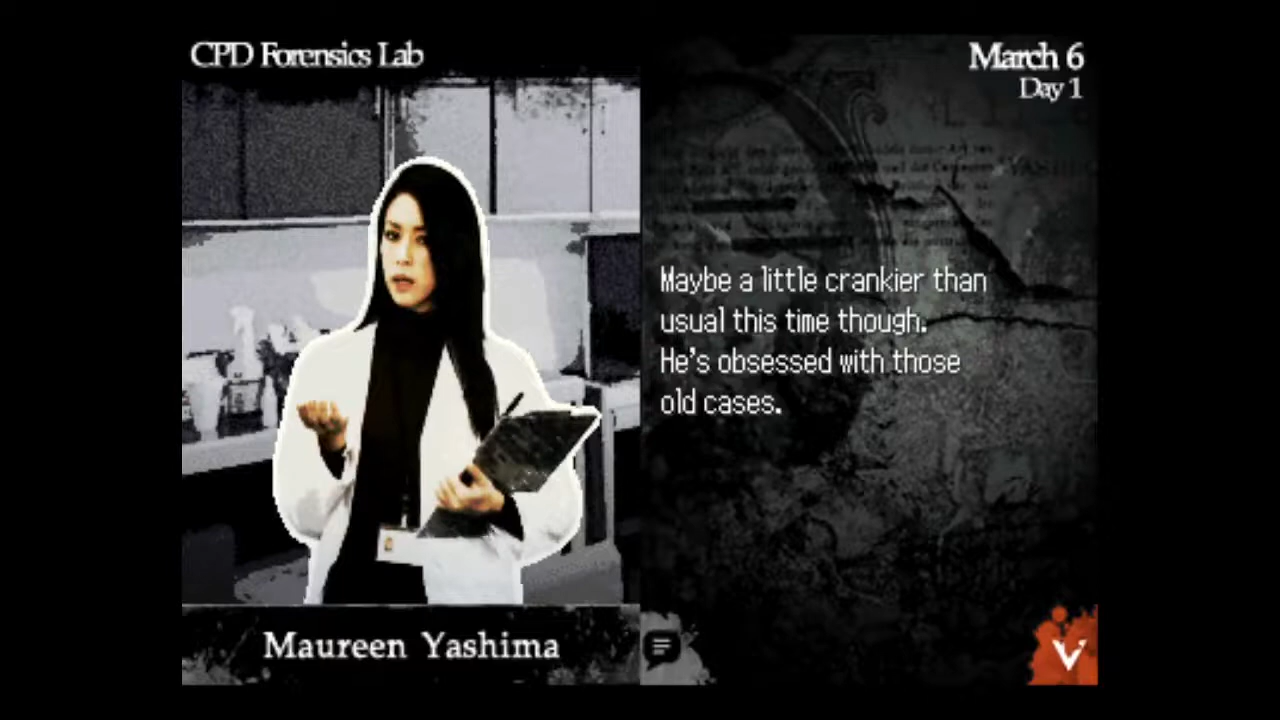 CPD Forensics Lab
March 6
Day 1
Maybe a little crankier than
usual this time though.
He's obsessed with those
old cases.
Maureen Yashima